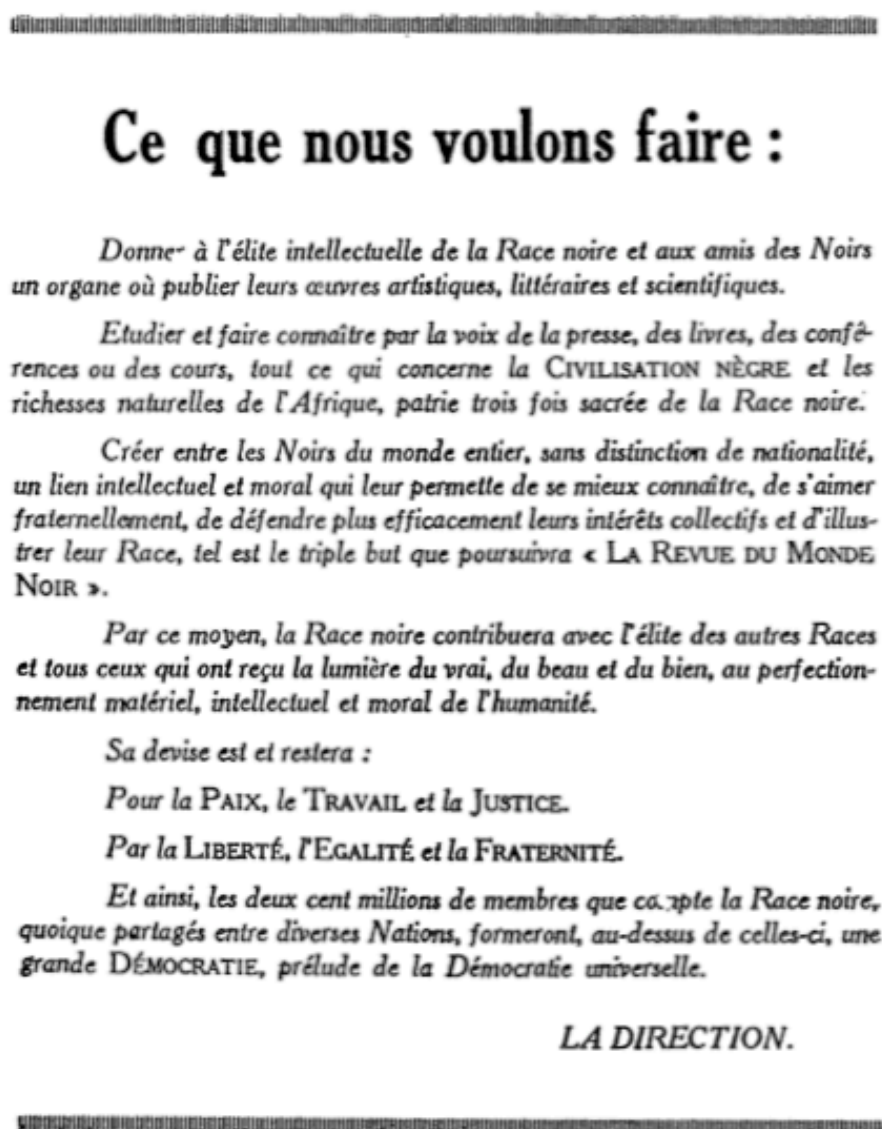 Ce que nous voulons faire :
Donner à l'élite intellectuelle de la Race noire et aux amis des Noirs
un organe où publier leurs œuvres artistiques, littéraires et scientifiques.
Etudier et faire connaître par la voix de la presse, des livres, des confé-
rences ou des cours, tout ce qui concerne la CIVILISATION NÈGRE et les
richesses naturelles de l'Afrique, patrie trois fois sacrée de la Race noire.
Créer entre les Noirs du monde entier, sans distinction de nationalité,
un lien intellectuel et moral qui leur permette de se mieux connaître, de s'aimer
fraternellement, de défendre plus efficacement leurs intérêts collectifs et d'illus-
trer leur Race, tel est le triple but que poursuivra « LA REVUE DU MONDE
NOIR ».
Par ce moyen, la Race noire contribuera avec l'élite des autres Races
et tous ceux qui ont reçu la lumière du vrai, du beau et du bien, au perfection-
nement matériel, intellectuel et moral de l'humanité.
Sa devise est et restera :
Pour la PAIX, le TRAVAIL et la JUSTICE.
Par la LIBERTÉ, l'EGALITÉ et la FRATERNITÉ.
Et ainsi, les deux cent millions de membres que compte la Race noire,
quoique partagés entre diverses Nations, formeront, au-dessus de celles-ci, une
grande DÉMOCRATIE, prélude de la Démocratie universelle.
LA DIRECTION.